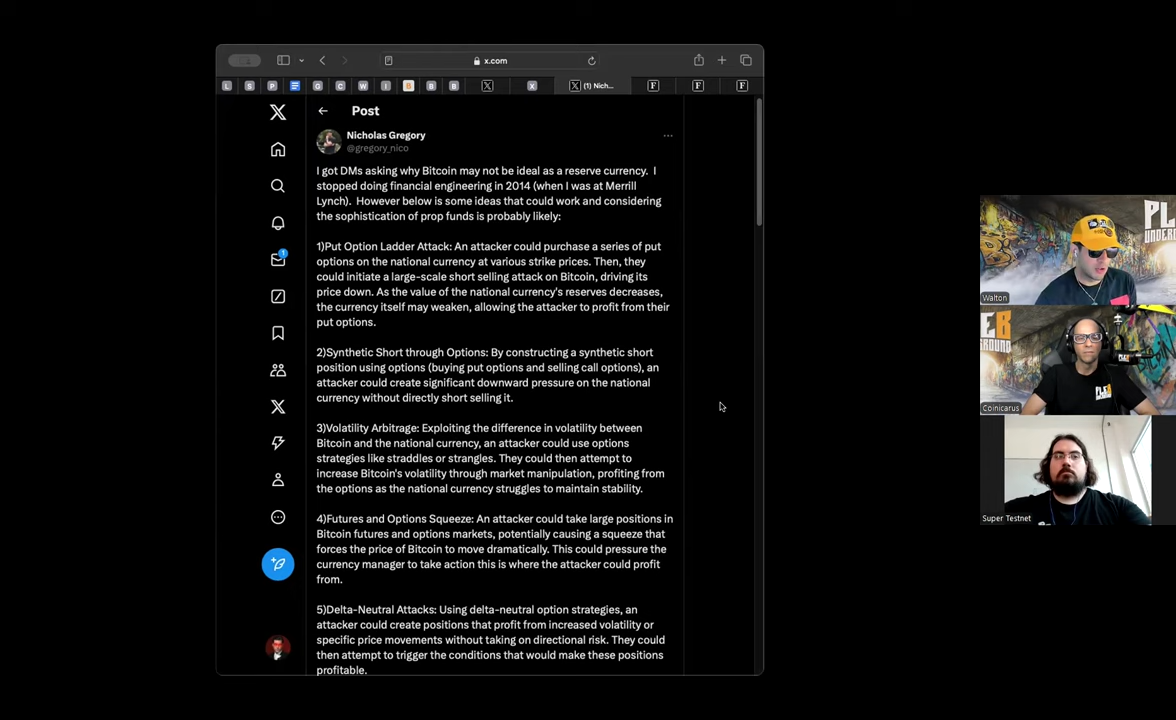 x.com
L S P G C W I B B B X X (1) Nich... F F F
Post
Nicholas Gregory
@gregory_nico
I got DMs asking why Bitcoin may not be ideal as a reserve currency. I
stopped doing financial engineering in 2014 (when I was at Merrill
Lynch). However below is some ideas that could work and considering
the sophistication of prop funds is probably likely:
1)Put Option Ladder Attack: An attacker could purchase a series of put
options on the national currency at various strike prices. Then, they
could initiate a large-scale short selling attack on Bitcoin, driving its
price down. As the value of the national currency's reserves decreases,
the currency itself may weaken, allowing the attacker to profit from their
put options.
2)Synthetic Short through Options: By constructing a synthetic short
position using options (buying put options and selling call options), an
attacker could create significant downward pressure on the national
currency without directly short selling it.
3)Volatility Arbitrage: Exploiting the difference in volatility between
Bitcoin and the national currency, an attacker could use options
strategies like straddles or strangles. They could then attempt to
increase Bitcoin's volatility through market manipulation, profiting from
the options as the national currency struggles to maintain stability.
4)Futures and Options Squeeze: An attacker could take large positions in
Bitcoin futures and options markets, potentially causing a squeeze that
forces the price of Bitcoin to move dramatically. This could pressure the
currency manager to take action this is where the attacker could profit
from.
5)Delta-Neutral Attacks: Using delta-neutral option strategies, an
attacker could create positions that profit from increased volatility or
specific price movements without taking on directional risk. They could
then attempt to trigger the conditions that would make these positions
profitable.
1
PLE
UNDER
Walton
EB
ROUND
PLEB
Coinicarus
Super Testnet